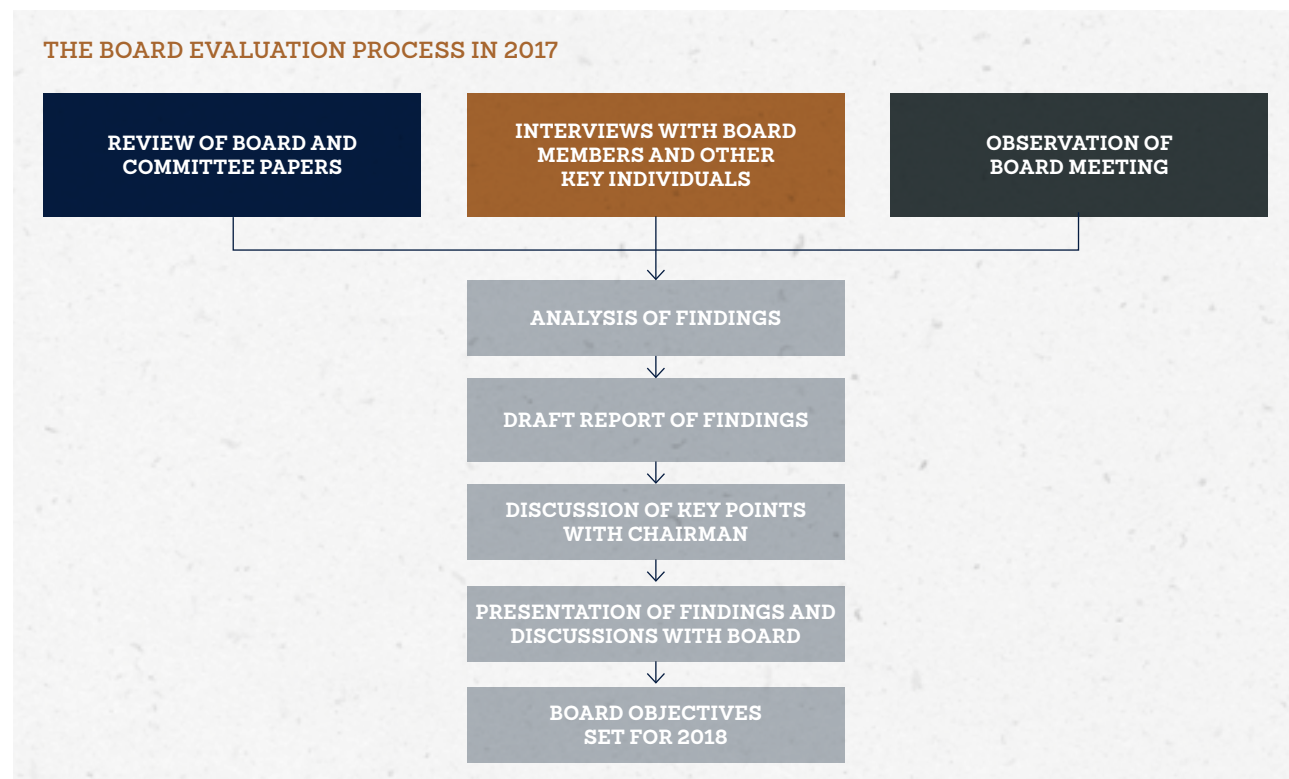 THE BOARD EVALUATION PROCESS IN 2017
REVIEW OF BOARD AND
COMMITTEE PAPERS
INTERVIEWS WITH BOARD
MEMBERS AND OTHER
KEY INDIVIDUALS
OBSERVATION OF
BOARD MEETING
ANALYSIS OF FINDINGS
DRAFT REPORT OF FINDINGS
DISCUSSION OF KEY POINTS
WITH CHAIRMAN
PRESENTATION OF FINDINGS AND
DISCUSSIONS WITH BOARD
BOARD OBJECTIVES
SET FOR 2018